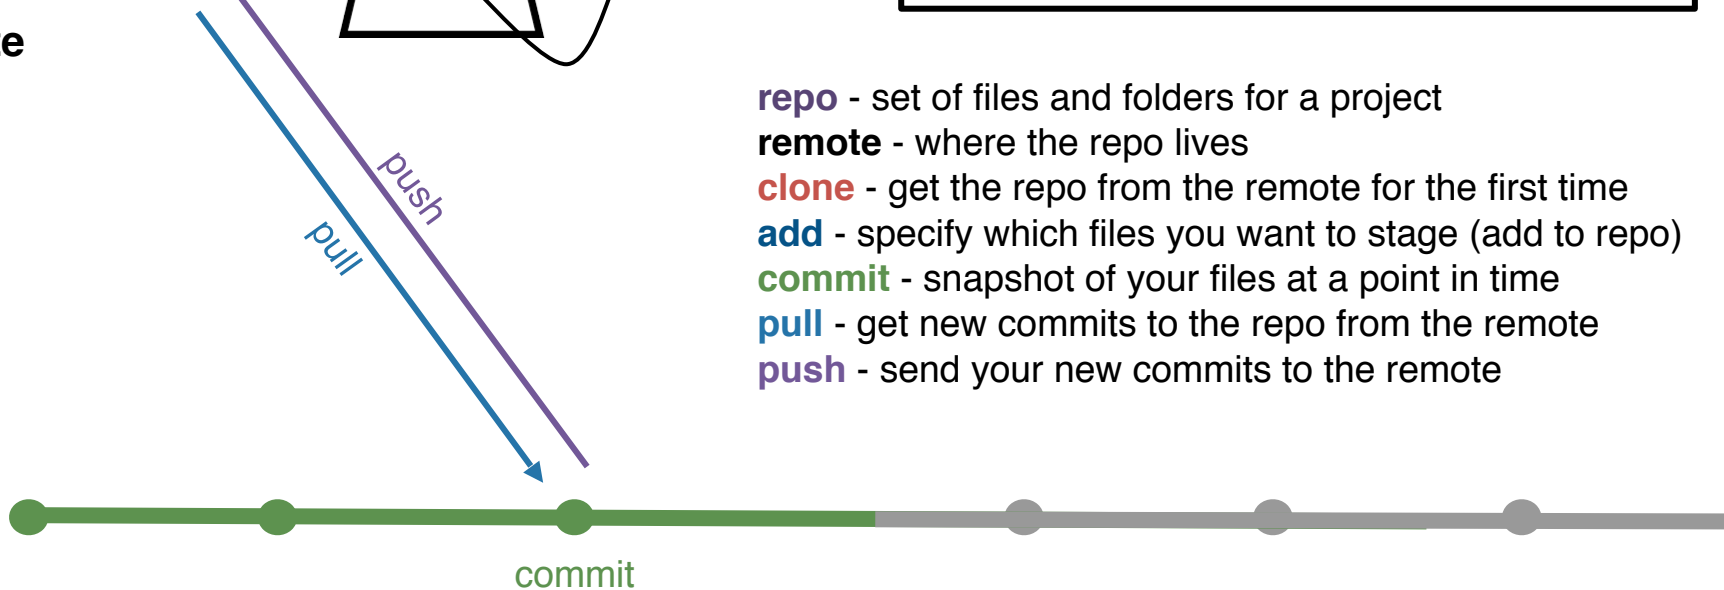 te
push
pull
repo - set of files and folders for a project
remote - where the repo lives
clone - get the repo from the remote for the first time
add - specify which files you want to stage (add to repo)
commit - snapshot of your files at a point in time
pull - get new commits to the repo from the remote
push - send your new commits to the remote
commit